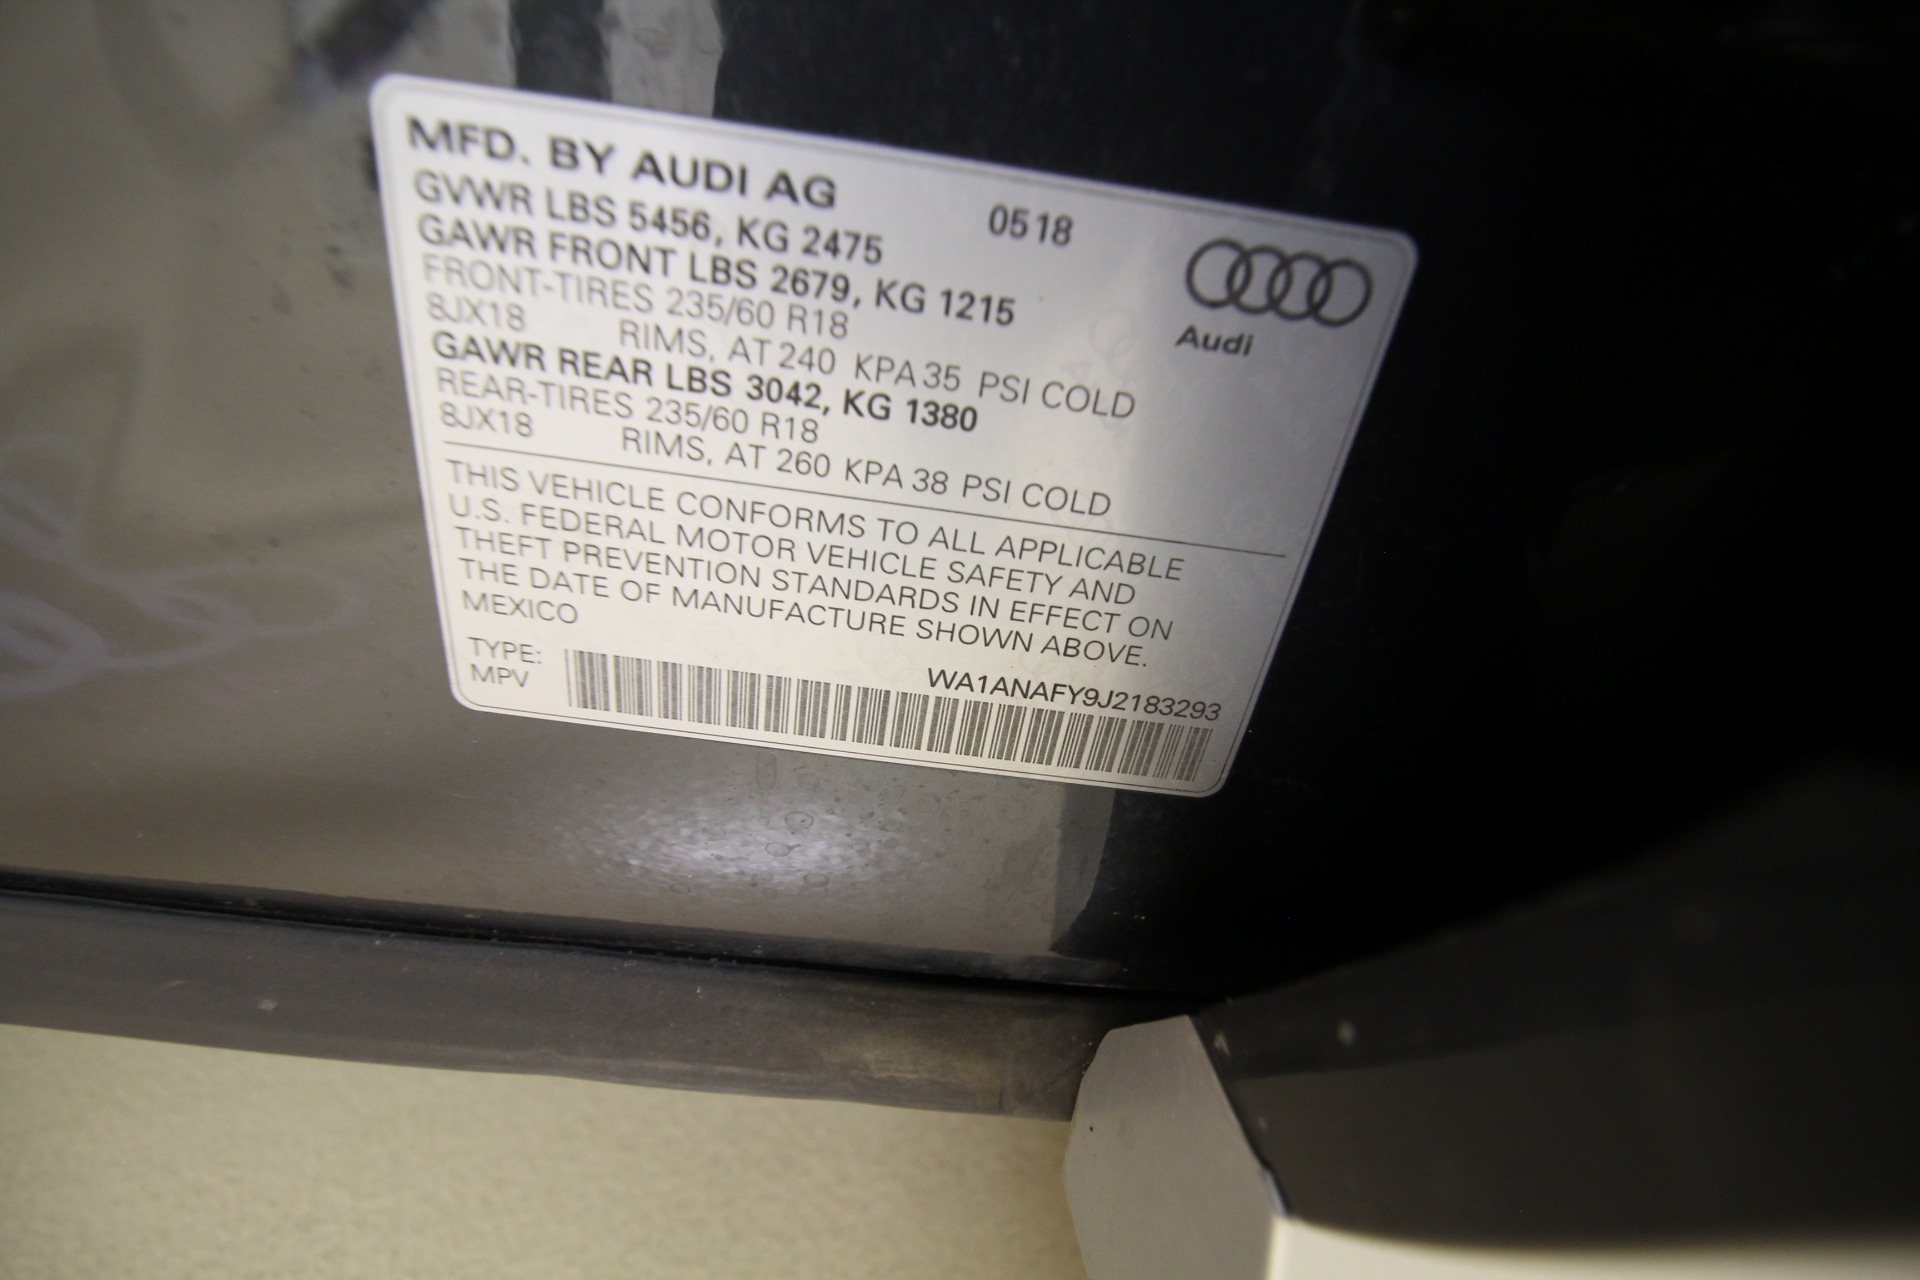 MFD. BY AUDI AG
0518
GVWR LBS 5456, KG 2475
GAWR FRONT LBS 2679, KG 1215
FRONT-TIRES 235/60 R18
8JX18 RIMS, AT 240 KPA 35 PSI COLD
GAWR REAR LBS 3042, KG 1380
REAR-TIRES 235/60 R18
8JX18 RIMS, AT 260 KPA 38 PSI COLD
Audi
THIS VEHICLE CONFORMS TO ALL APPLICABLE
U.S. FEDERAL MOTOR VEHICLE SAFETY AND
THEFT PREVENTION STANDARDS IN EFFECT ON
THE DATE OF MANUFACTURE SHOWN ABOVE.
MEXICO
TYPE:
MPV
WA1ANAFY9J2183293